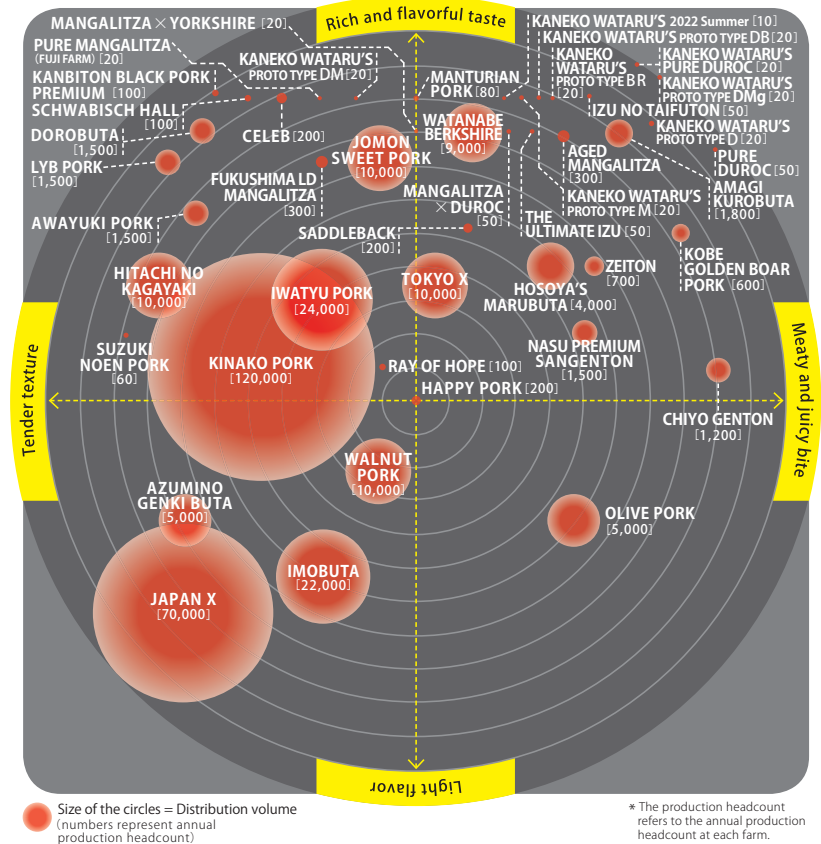 Rich and flavorful taste
MANGALITZA × YORKSHIRE [20]
PURE MANGALITZA
(FUJI FARM) [20]
KANBITON BLACK PORK
PREMIUM [100]
SCHWABISCH HALL
[100]
DOROBUTA
[1,500]
LYB PORK
[1,500]
AWAYUKI PORK
[1,500]
KANEKO WATARU'S
PROTO TYPE DM [20]
CELEB [200]
FUKUSHIMA LD
MANGALITZA
[300]
JOMON
SWEET PORK
[10,000]
MANTURIAN
PORK [80]
WATANABE
BERKSHIRE
[9,000]
KANEKO WATARU'S 2022 Summer [10]
KANEKO WATARU'S PROTO TYPE DB [20]
KANEKO
WATARU'S
PROTO TYPE BR
[20]
KANEKO WATARU'S
PURE DUROC [20]
KANEKO WATARU'S
PROTO TYPE DMg [20]
IZU NO TAIFUTON [50]
KANEKO WATARU'S
PROTO TYPE D [20]
PURE
DUROC [50]
AMAGI
KUROBUTA
[1,800]
AGED
MANGALITZA
[300]
KANEKO WATARU'S
PROTO TYPE M [20]
MANGALITZA
× DUROC
[50]
THE
ULTIMATE IZU [50]
SADDLEBACK
[200]
KOBE
GOLDEN BOAR
PORK [600]
HITACHI NO
KAGAYAKI
[10,000]
IWATYU PORK
[24,000]
TOKYO X
[10,000]
HOSOYA'S
MARUBUTA [4,000]
ZEITON
[700]
SUZUKI
NOEN PORK
[60]
KINAKO PORK
[120,000]
RAY OF HOPE [100]
HAPPY PORK [200]
NASU PREMIUM
SANGENTON
[1,500]
CHIYO GENTON
[1,200]
Tender texture
Meaty and juicy bite
WALNUT
PORK
[10,000]
AZUMINO
GENKI BUTA
[5,000]
OLIVE PORK
[5,000]
IMOBUTA
[22,000]
JAPAN X
[70,000]
Light flavor
Size of the circles = Distribution volume
(numbers represent annual
production headcount)
* The production headcount
refers to the annual production
headcount at each farm.